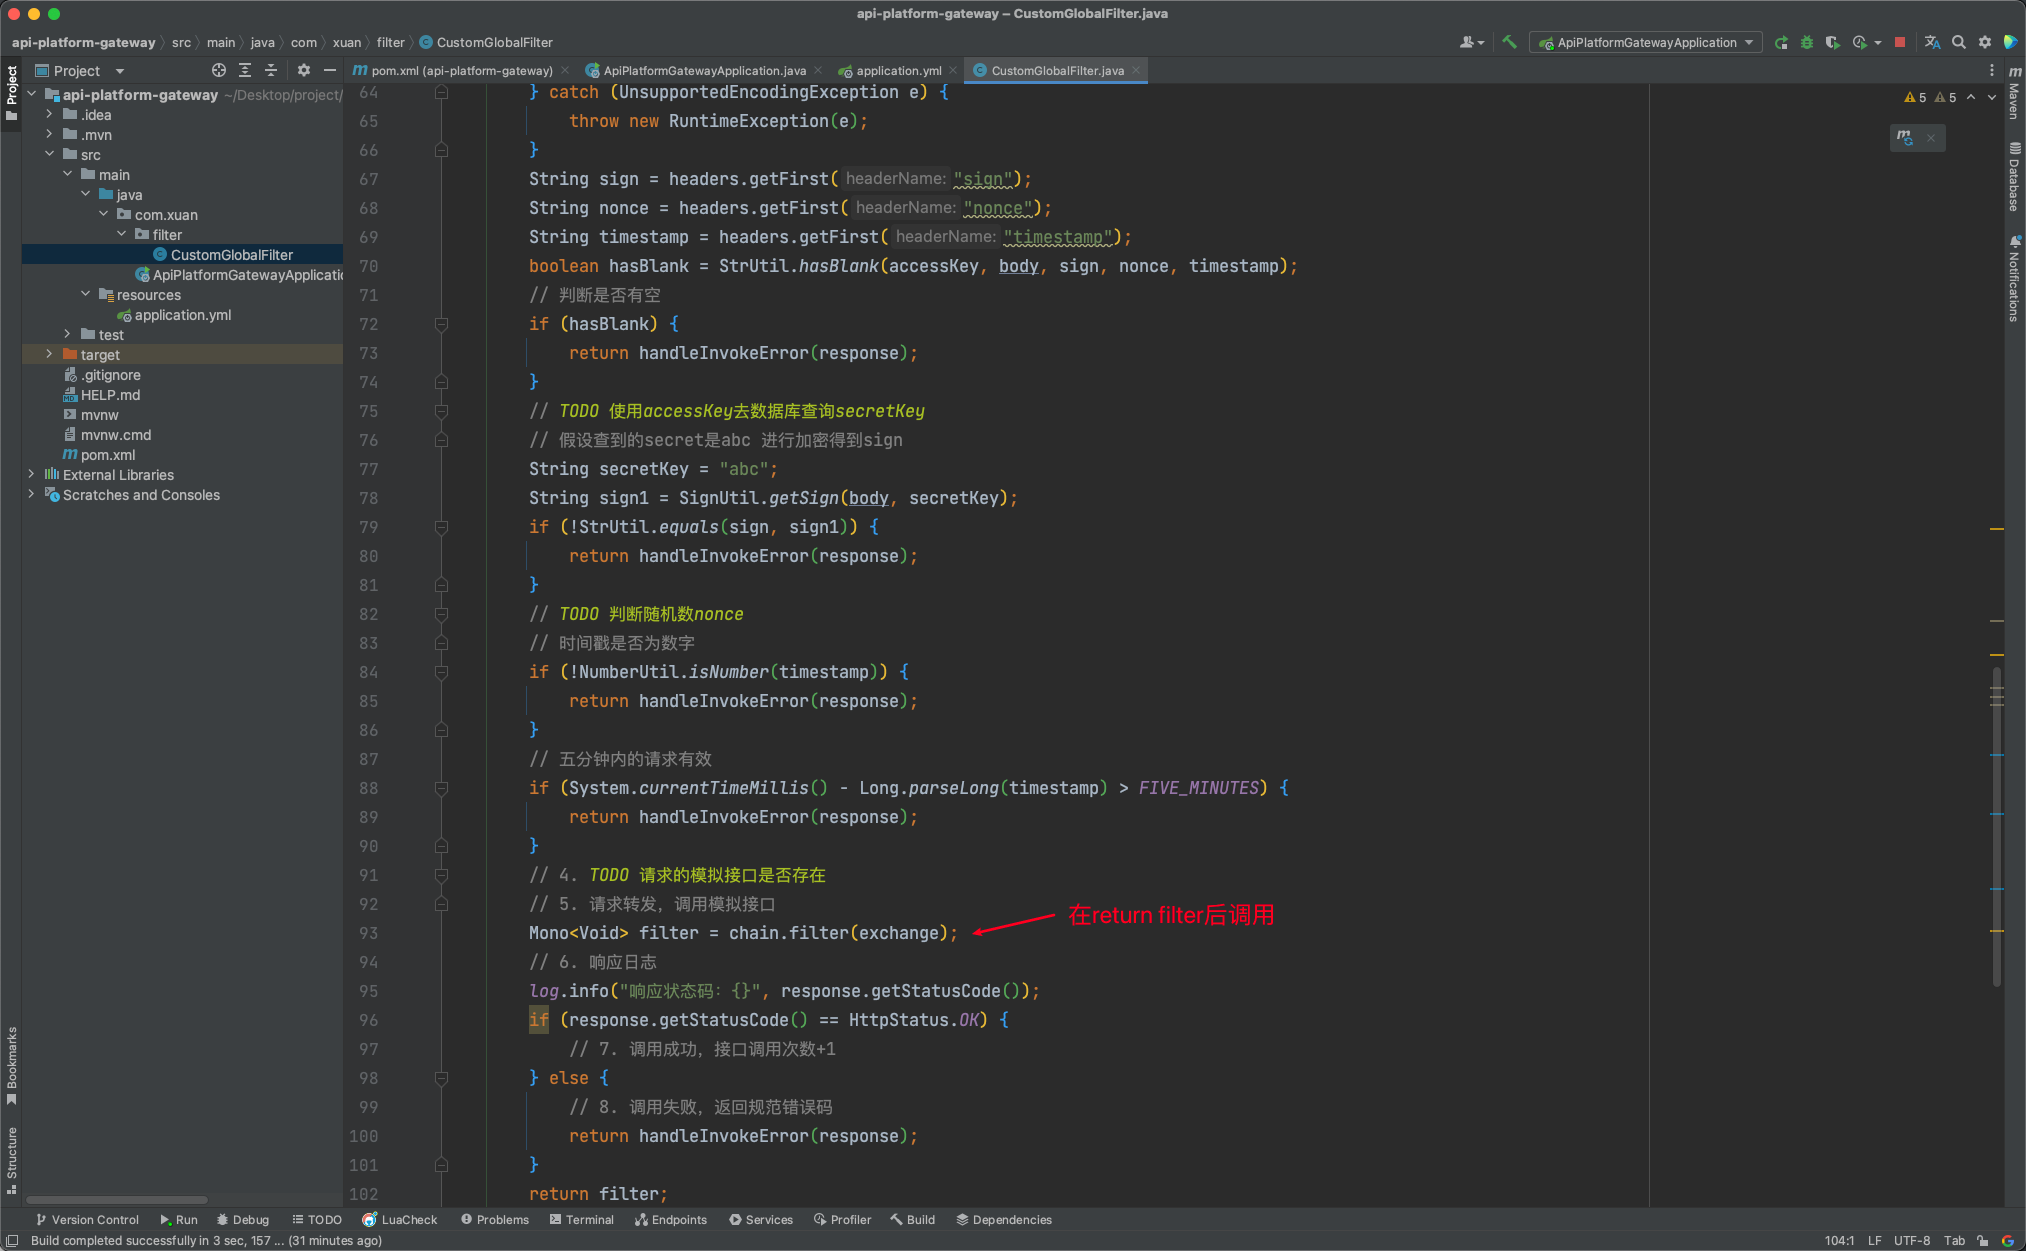 api-platform-gateway – CustomGlobalFilter.java
api-platform-gateway src main java com xuan filter CustomGlobalFilter
ApiPlatformGatewayApplication
Project
pom.xml (api-platform-gateway)
ApiPlatformGatewayApplication.java
application.yml
CustomGlobalFilter.java
Project
api-platform-gateway ~/Desktop/project/
.idea
.mvn
src
main
java
com.xuan
filter
CustomGlobalFilter
ApiPlatformGatewayApplicatio
resources
application.yml
test
target
.gitignore
HELP.md
mvnw
mvnw.cmd
pom.xml
External Libraries
Scratches and Consoles
5 5
64 } catch (UnsupportedEncodingException e) {
65 throw new RuntimeException(e);
66 }
67 String sign = headers.getFirst( headerName: "sign");
68 String nonce = headers.getFirst( headerName: "nonce");
69 String timestamp = headers.getFirst( headerName: "timestamp");
70 boolean hasBlank = StrUtil.hasBlank(accessKey, body, sign, nonce, timestamp);
71 // 判断是否有空
72 if (hasBlank) {
73 return handleInvokeError(response);
74 }
75 // TODO 使用accessKey去数据库查询secretKey
76 // 假设查到的secret是abc 进行加密得到sign
77 String secretKey = "abc";
78 String sign1 = SignUtil.getSign(body, secretKey);
79 if (!StrUtil.equals(sign, sign1)) {
80 return handleInvokeError(response);
81 }
82 // TODO 判断随机数nonce
83 // 时间戳是否为数字
84 if (!NumberUtil.isNumber(timestamp)) {
85 return handleInvokeError(response);
86 }
87 // 五分钟内的请求有效
88 if (System.currentTimeMillis() - Long.parseLong(timestamp) > FIVE_MINUTES) {
89 return handleInvokeError(response);
90 }
91 // 4. TODO 请求的模拟接口是否存在
92 // 5. 请求转发，调用模拟接口
93 Mono<Void> filter = chain.filter(exchange);
在return filter后调用
94 // 6. 响应日志
95 log.info("响应状态码：{}", response.getStatusCode());
96 if (response.getStatusCode() == HttpStatus.OK) {
97 // 7. 调用成功，接口调用次数+1
98 } else {
99 // 8. 调用失败，返回规范错误码
100 return handleInvokeError(response);
101 }
102 return filter;
Maven
Database
Notifications
Bookmarks
Structure
Version Control Run Debug TODO LuaCheck Problems Terminal Endpoints Services Profiler Build Dependencies
Build completed successfully in 3 sec, 157 ... (31 minutes ago)
104:1 LF UTF-8 Tab